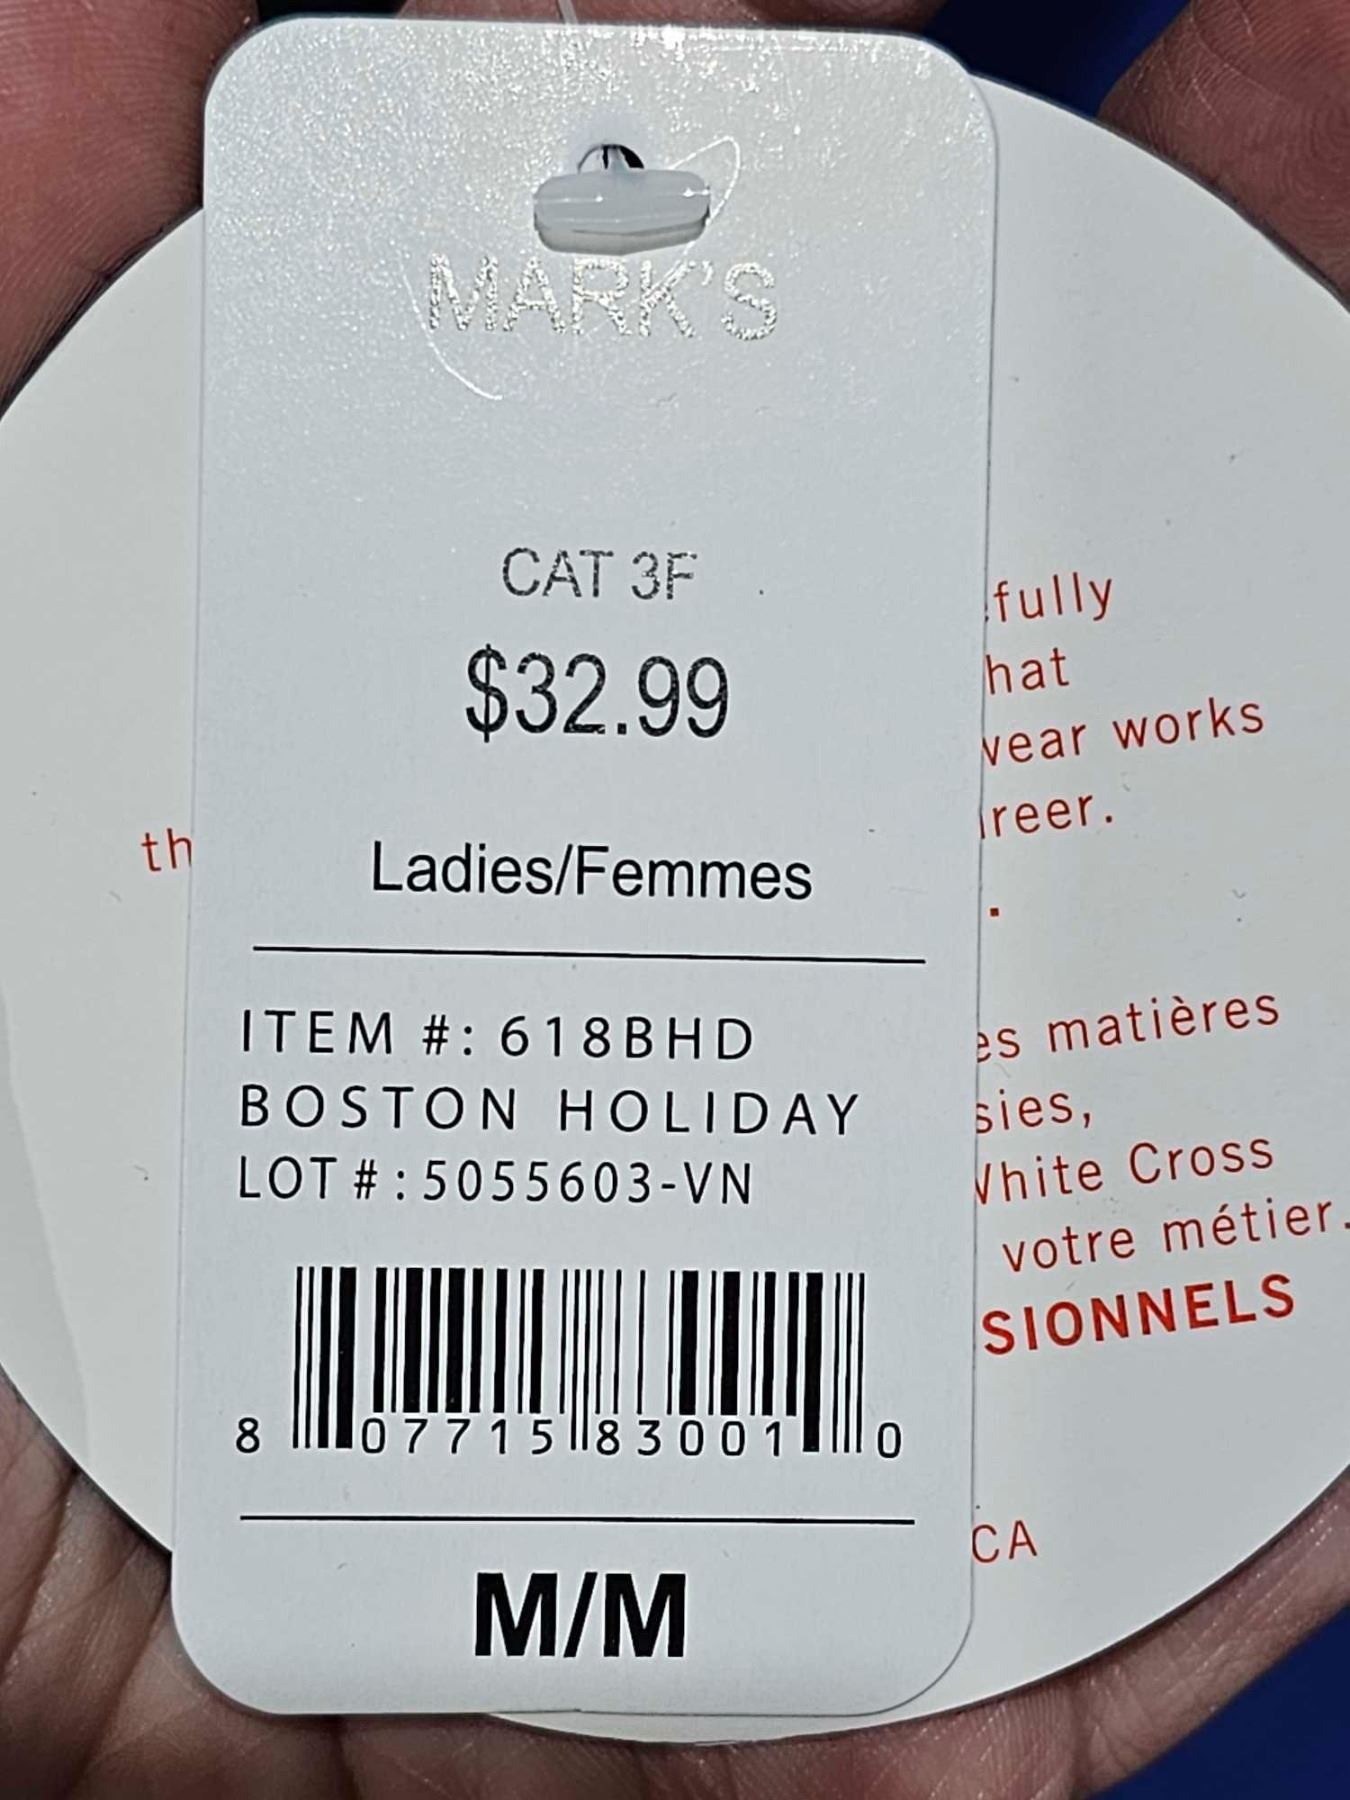 MARK'S
CAT 3F
$32.99
Ladies/Femmes
ITEM #: 618BHD
BOSTON HOLIDAY
LOT #: 5055603-VN
8 07715 83001 0
M/M
th
fully
hat
wear works
reer.
.
es matières
sies,
White Cross
votre métier.
SIONNELS
CA